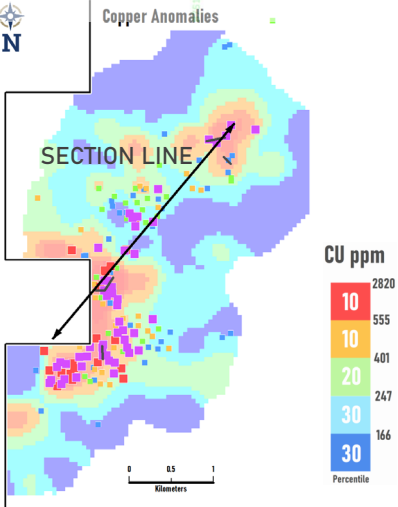 Copper Anomalies
N
SECTION LINE
CU ppm
2820
10
555
10
401
20
247
30
166
30
Percentile
0 0.5 1
Kilometers